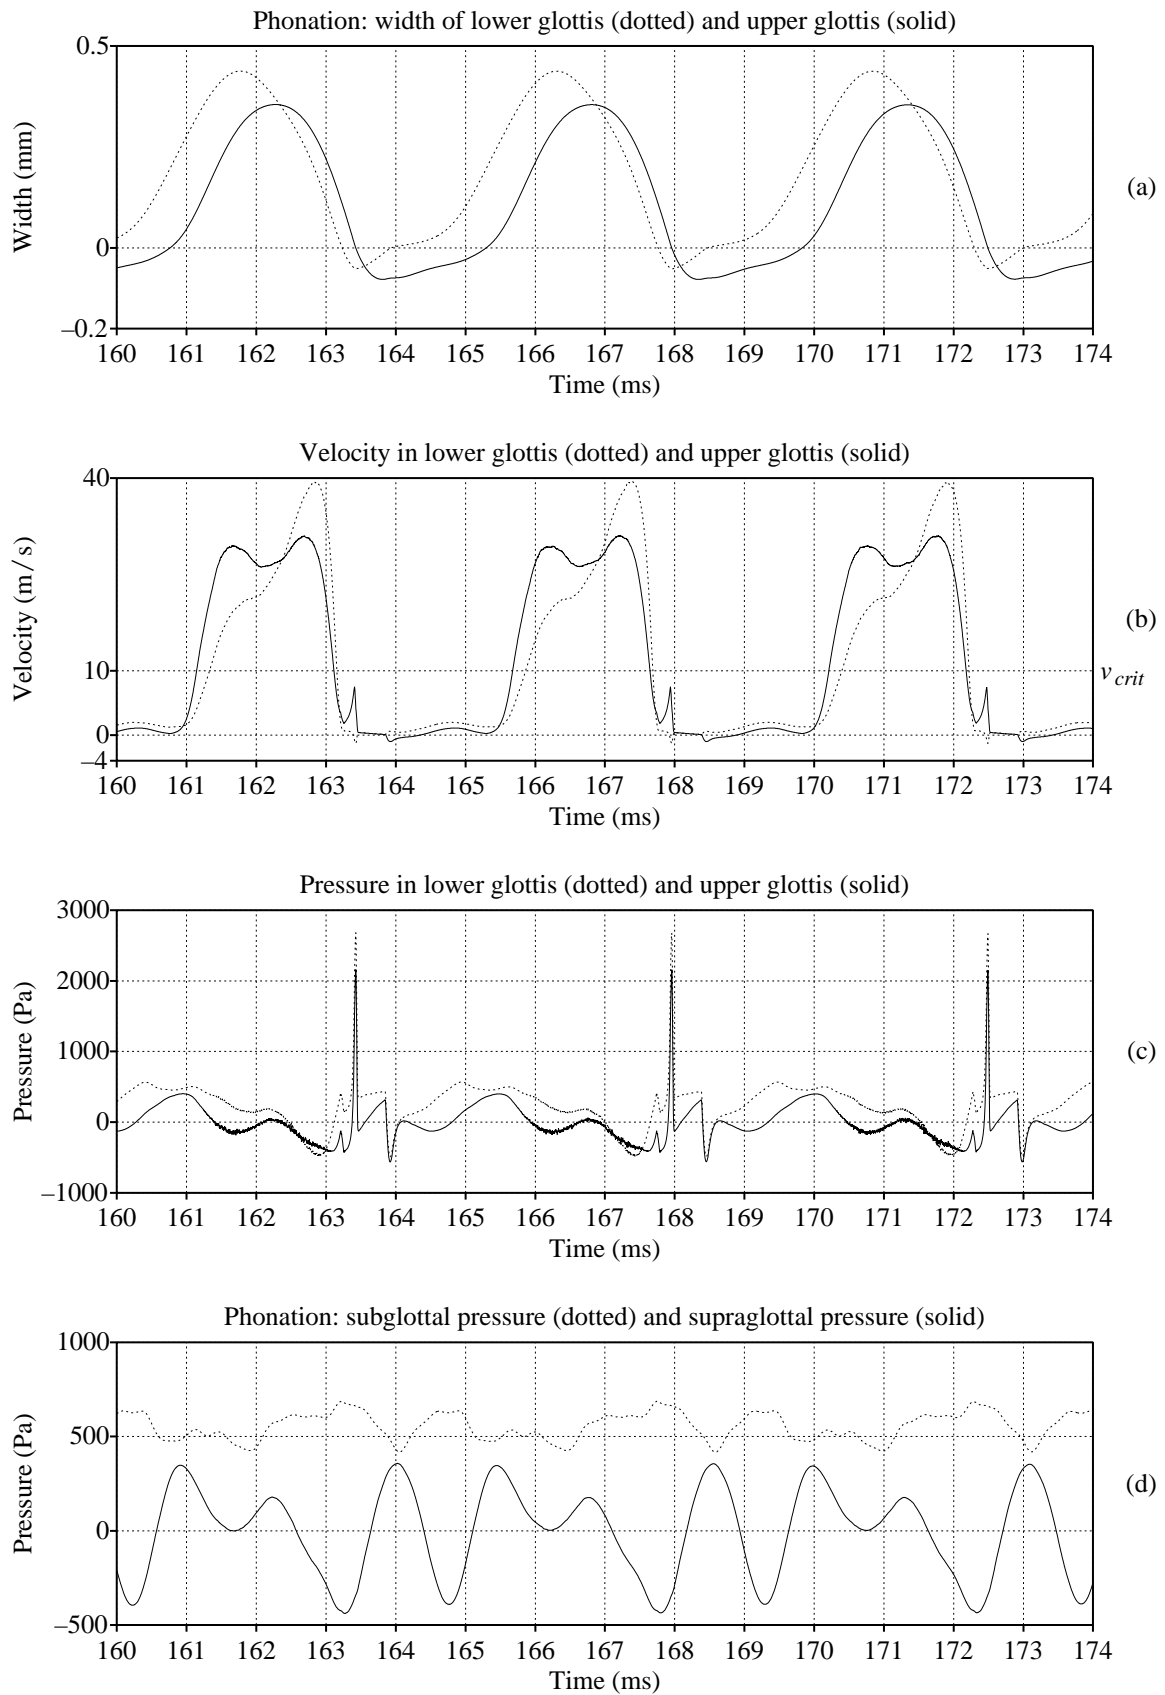 Phonation: width of lower glottis (dotted) and upper glottis (solid)
0.5
0
–0.2
Width (mm)
(a)
160 161 162 163 164 165 166 167 168 169 170 171 172 173 174
Time (ms)
Velocity in lower glottis (dotted) and upper glottis (solid)
40
10
0
–4
Velocity (m / s)
(b)
v crit
160 161 162 163 164 165 166 167 168 169 170 171 172 173 174
Time (ms)
Pressure in lower glottis (dotted) and upper glottis (solid)
3000
2000
1000
0
–1000
Pressure (Pa)
(c)
160 161 162 163 164 165 166 167 168 169 170 171 172 173 174
Time (ms)
Phonation: subglottal pressure (dotted) and supraglottal pressure (solid)
1000
500
0
–500
Pressure (Pa)
(d)
160 161 162 163 164 165 166 167 168 169 170 171 172 173 174
Time (ms)